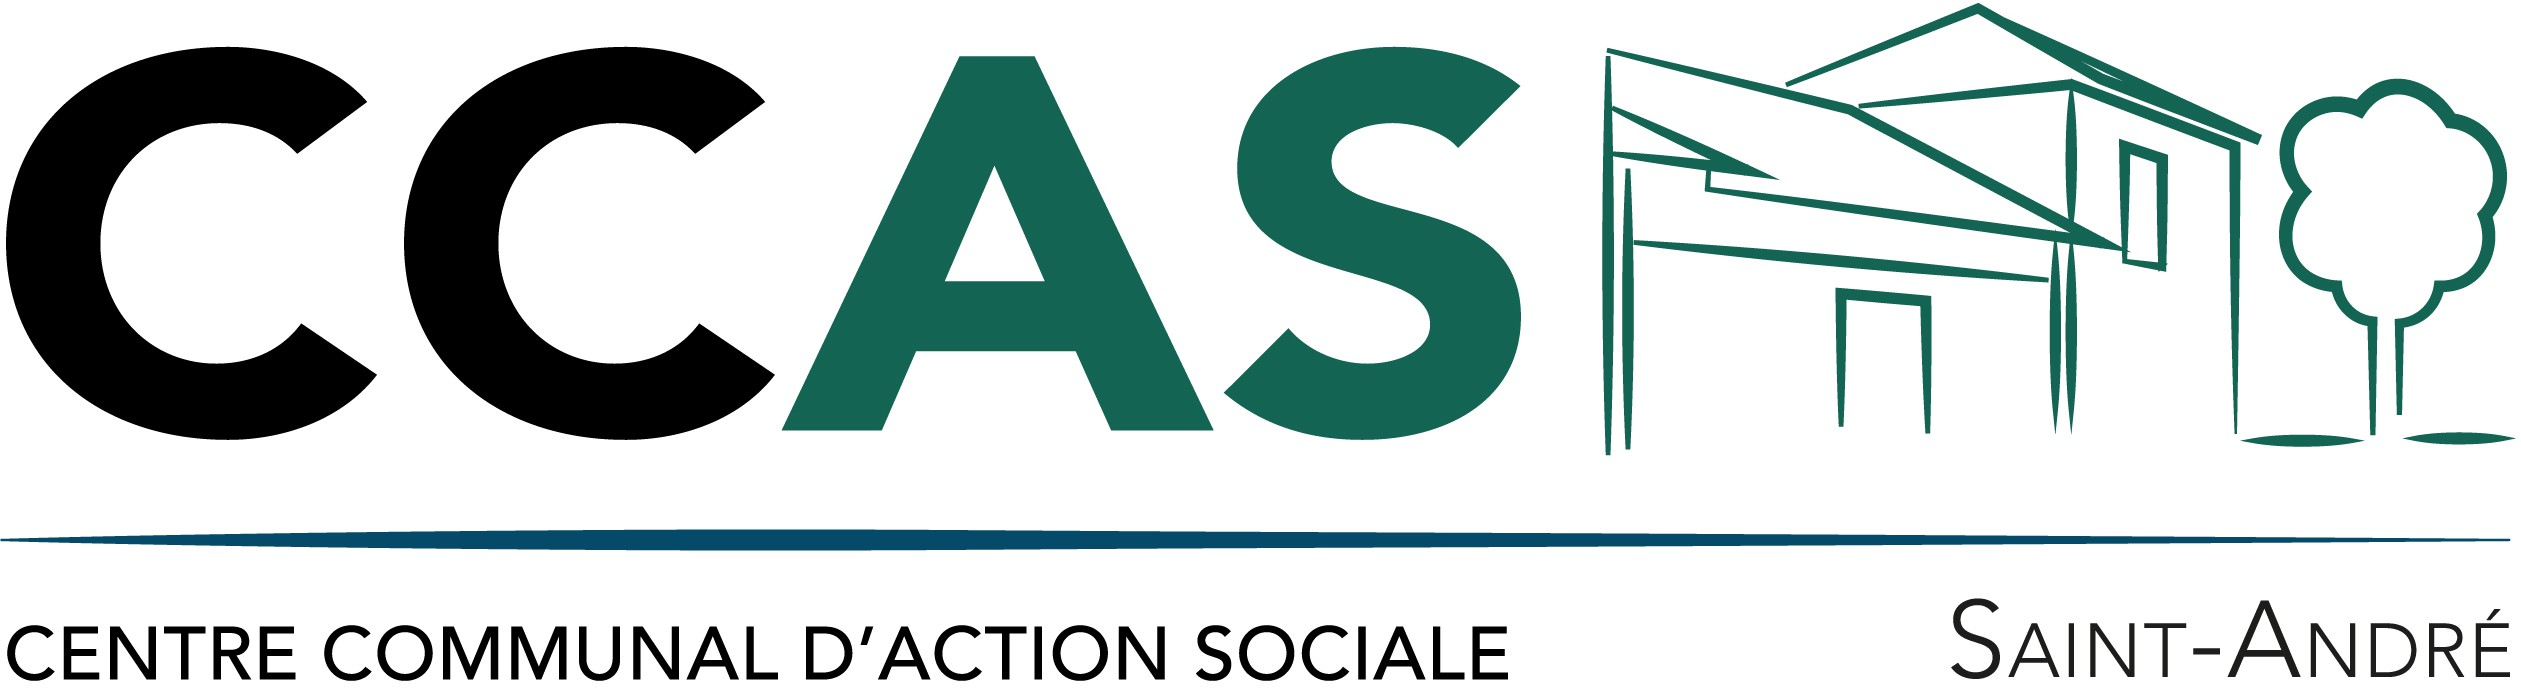 CCAS
CENTRE COMMUNAL D'ACTION SOCIALE
SAINT-ANDRÉ